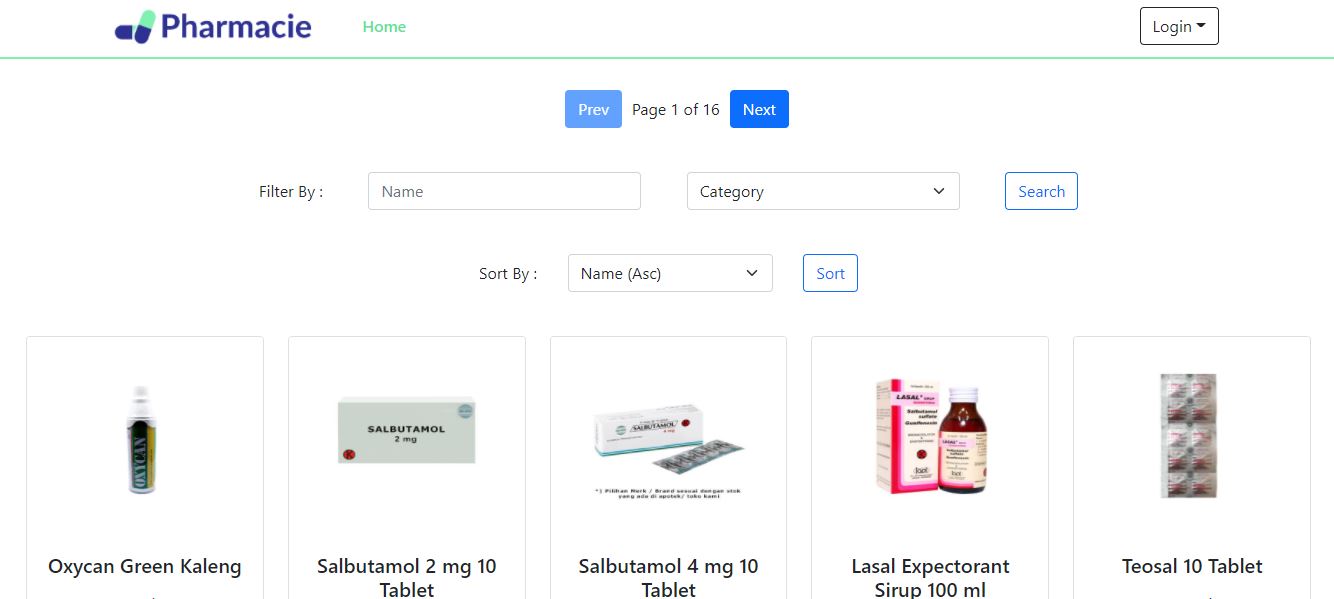 Pharmacie
Home
Login
Prev
Page 1 of 16
Next
Filter By :
Name
Category
Search
Sort By :
Name (Asc)
Sort
OXYCAN
SALBUTAMOL
2 mg
SALBUTAMOL
4 mg
*) Pilihan Merk / Brand sesuai dengan stok
yang ada di apotek/ toko kami
LASAL
Salbutamol
sulfate
Guaifenesin
LASAL
Oxycan Green Kaleng
Salbutamol 2 mg 10
Tablet
Salbutamol 4 mg 10
Tablet
Lasal Expectorant
Sirup 100 ml
Teosal 10 Tablet